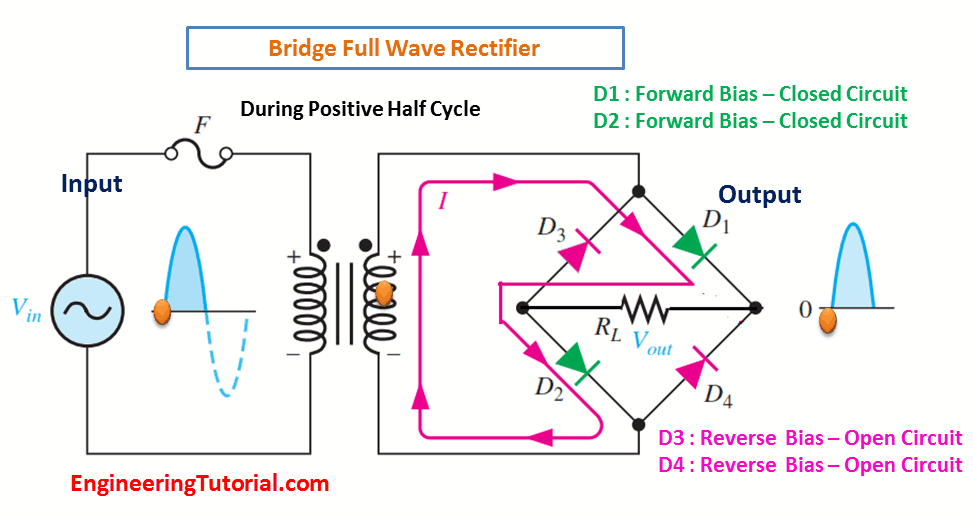 Bridge Full Wave Rectifier
During Positive Half Cycle
D1 : Forward Bias – Closed Circuit
D2 : Forward Bias – Closed Circuit
F
Input
Output
I
D3
D1
+
+
Vin
0
RL
Vout
−
−
D2
D4
D3 : Reverse Bias – Open Circuit
D4 : Reverse Bias – Open Circuit
EngineeringTutorial.com